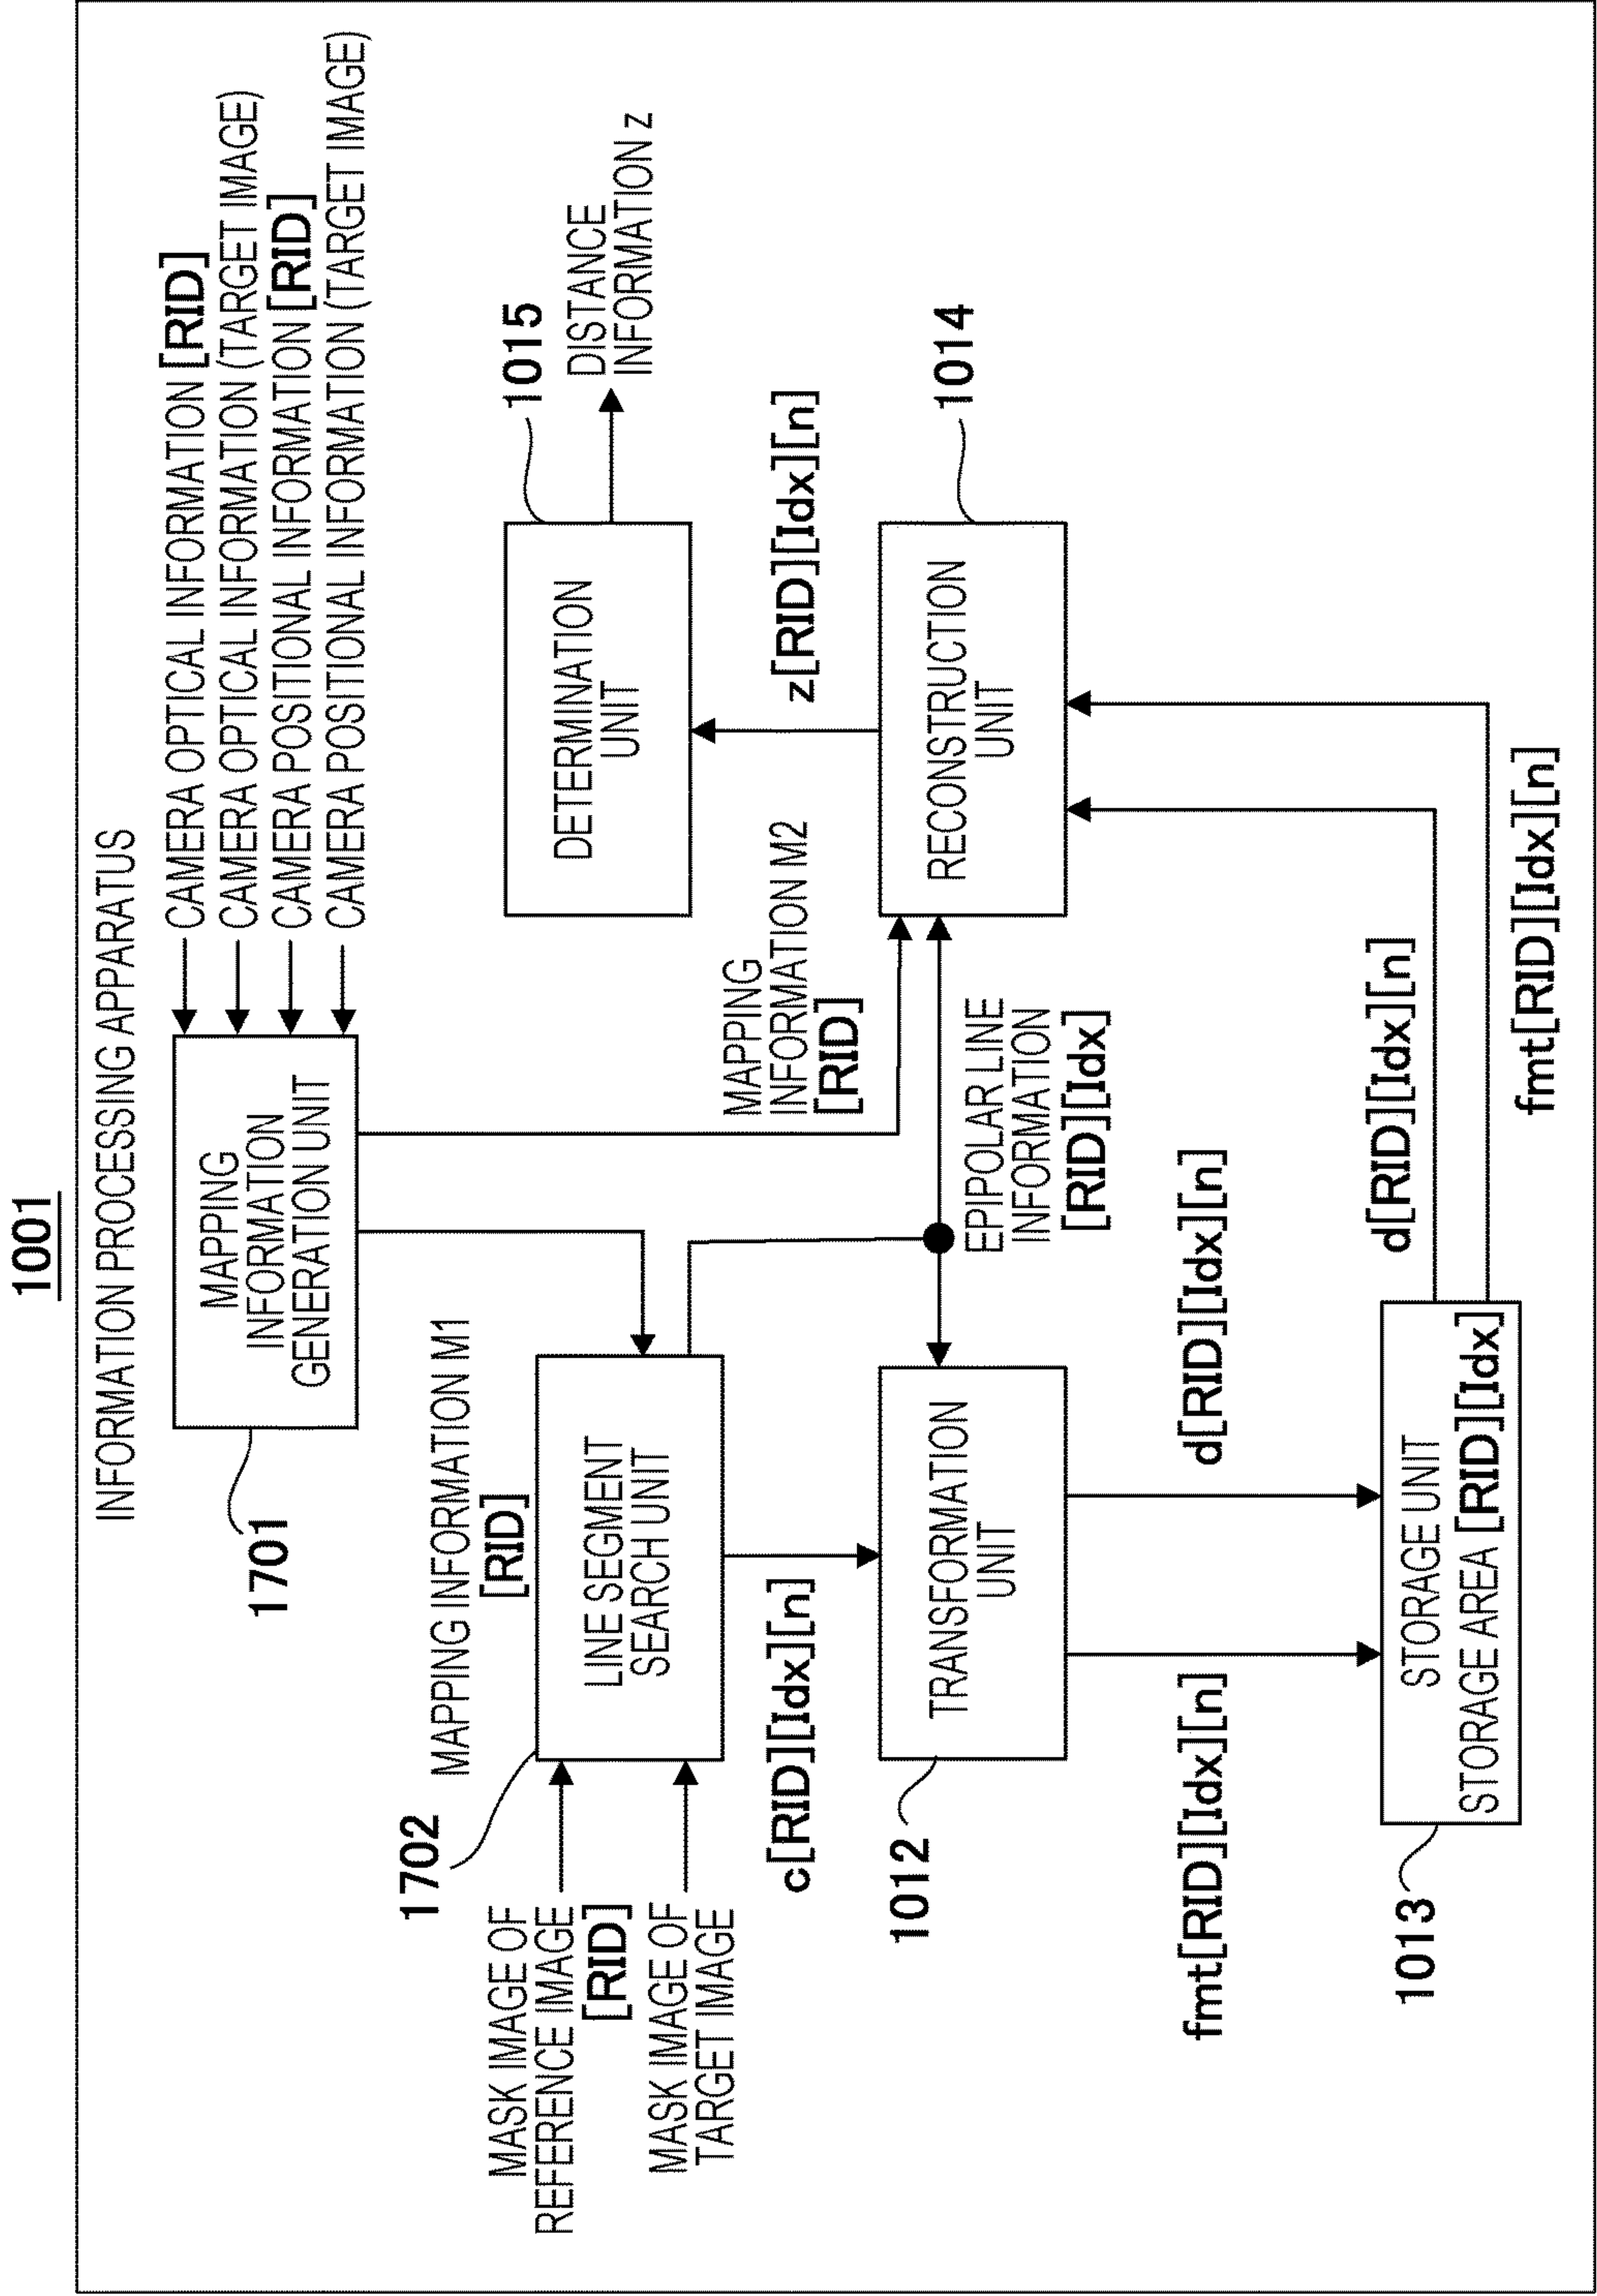 1001
INFORMATION PROCESSING APPARATUS
CAMERA OPTICAL INFORMATION [RID]
CAMERA OPTICAL INFORMATION (TARGET IMAGE)
CAMERA POSITIONAL INFORMATION [RID]
CAMERA POSITIONAL INFORMATION (TARGET IMAGE)
1701
MAPPING
INFORMATION
GENERATION UNIT
MAPPING INFORMATION M1
[RID]
1702
MASK IMAGE OF
REFERENCE IMAGE
[RID]
MASK IMAGE OF
TARGET IMAGE
LINE SEGMENT
SEARCH UNIT
1015
DETERMINATION
UNIT
DISTANCE
INFORMATION z
MAPPING
INFORMATION M2
[RID]
c[RID][Idx][n]
z[RID][Idx][n]
1012
TRANSFORMATION
UNIT
EPIPOLAR LINE
INFORMATION
[RID][Idx]
1014
RECONSTRUCTION
UNIT
fmt[RID][Idx][n]
d[RID][Idx][n]
d[RID][Idx][n]
fmt[RID][Idx][n]
1013
STORAGE UNIT
STORAGE AREA [RID][Idx]